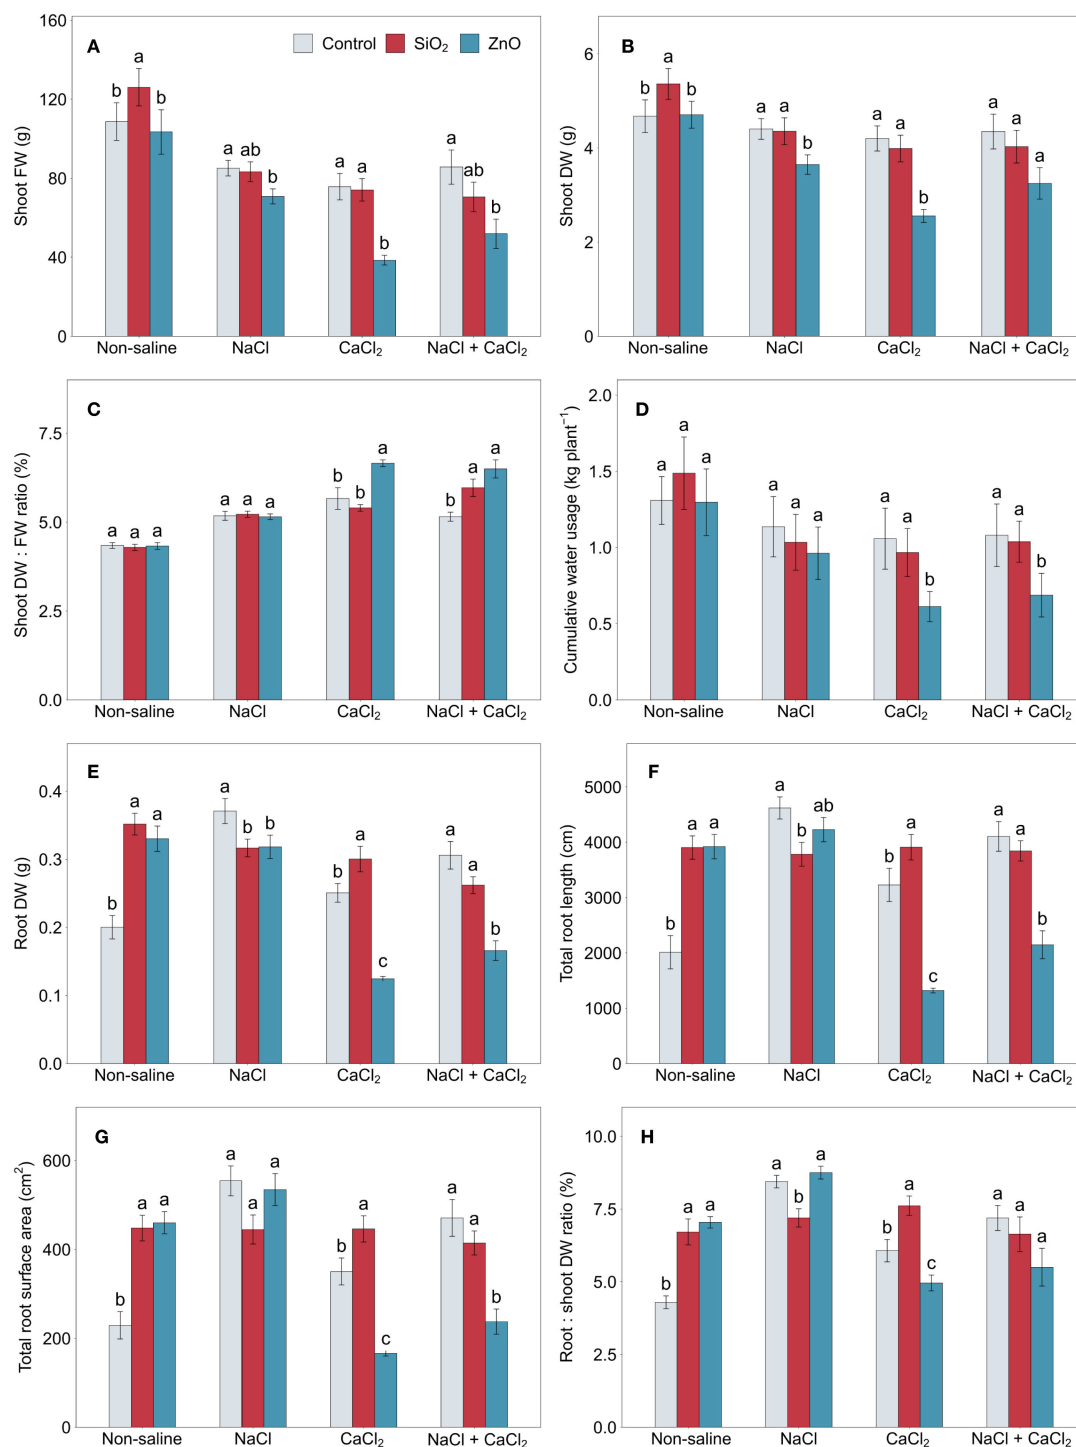 A
Control SiO₂ ZnO
Shoot FW (g)
160
120
80
40
0
b a b
a ab b
a a b
a ab b
Non-saline NaCl CaCl₂ NaCl + CaCl₂
B
Shoot DW (g)
6
4
2
0
b a b
a a b
a a b
a a a
Non-saline NaCl CaCl₂ NaCl + CaCl₂
C
Shoot DW : FW ratio (%)
7.5
5.0
2.5
0.0
a a a
a a a
b b a
b a a
Non-saline NaCl CaCl₂ NaCl + CaCl₂
D
Cumulative water usage (kg plant⁻¹)
2.0
1.5
1.0
0.5
0.0
a a a
a a a
a a b
a a b
Non-saline NaCl CaCl₂ NaCl + CaCl₂
E
Root DW (g)
0.4
0.3
0.2
0.1
0.0
b a a
a b b
b a c
a a b
Non-saline NaCl CaCl₂ NaCl + CaCl₂
F
Total root length (cm)
5000
4000
3000
2000
1000
0
b a a
a b ab
b a c
a a b
Non-saline NaCl CaCl₂ NaCl + CaCl₂
G
Total root surface area (cm²)
600
400
200
0
b a a
a a a
b a c
a a b
Non-saline NaCl CaCl₂ NaCl + CaCl₂
H
Root : shoot DW ratio (%)
10.0
7.5
5.0
2.5
0.0
b a a
a b a
b a c
a a a
Non-saline NaCl CaCl₂ NaCl + CaCl₂